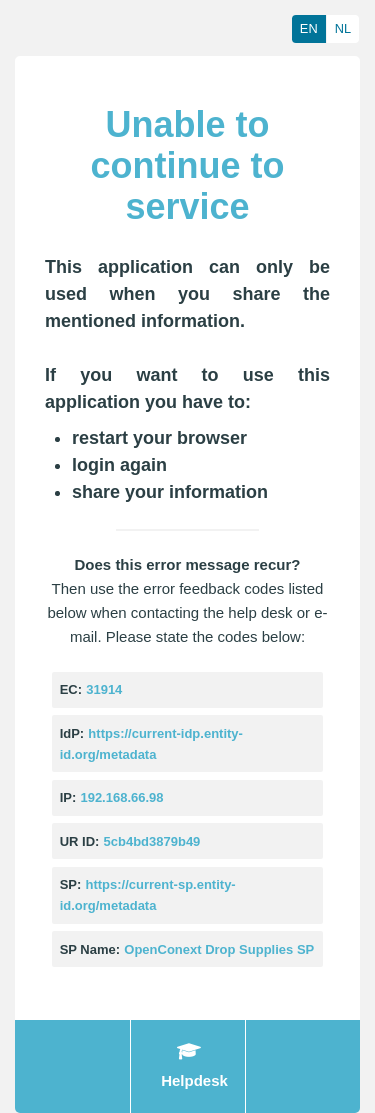 EN NL
Unable to
continue to
service
This application can only be
used when you share the
mentioned information.
If you want to use this
application you have to:
restart your browser
login again
share your information
Does this error message recur?
Then use the error feedback codes listed
below when contacting the help desk or e-
mail. Please state the codes below:
EC: 31914
IdP: https://current-idp.entity-
id.org/metadata
IP: 192.168.66.98
UR ID: 5cb4bd3879b49
SP: https://current-sp.entity-
id.org/metadata
SP Name: OpenConext Drop Supplies SP
Helpdesk